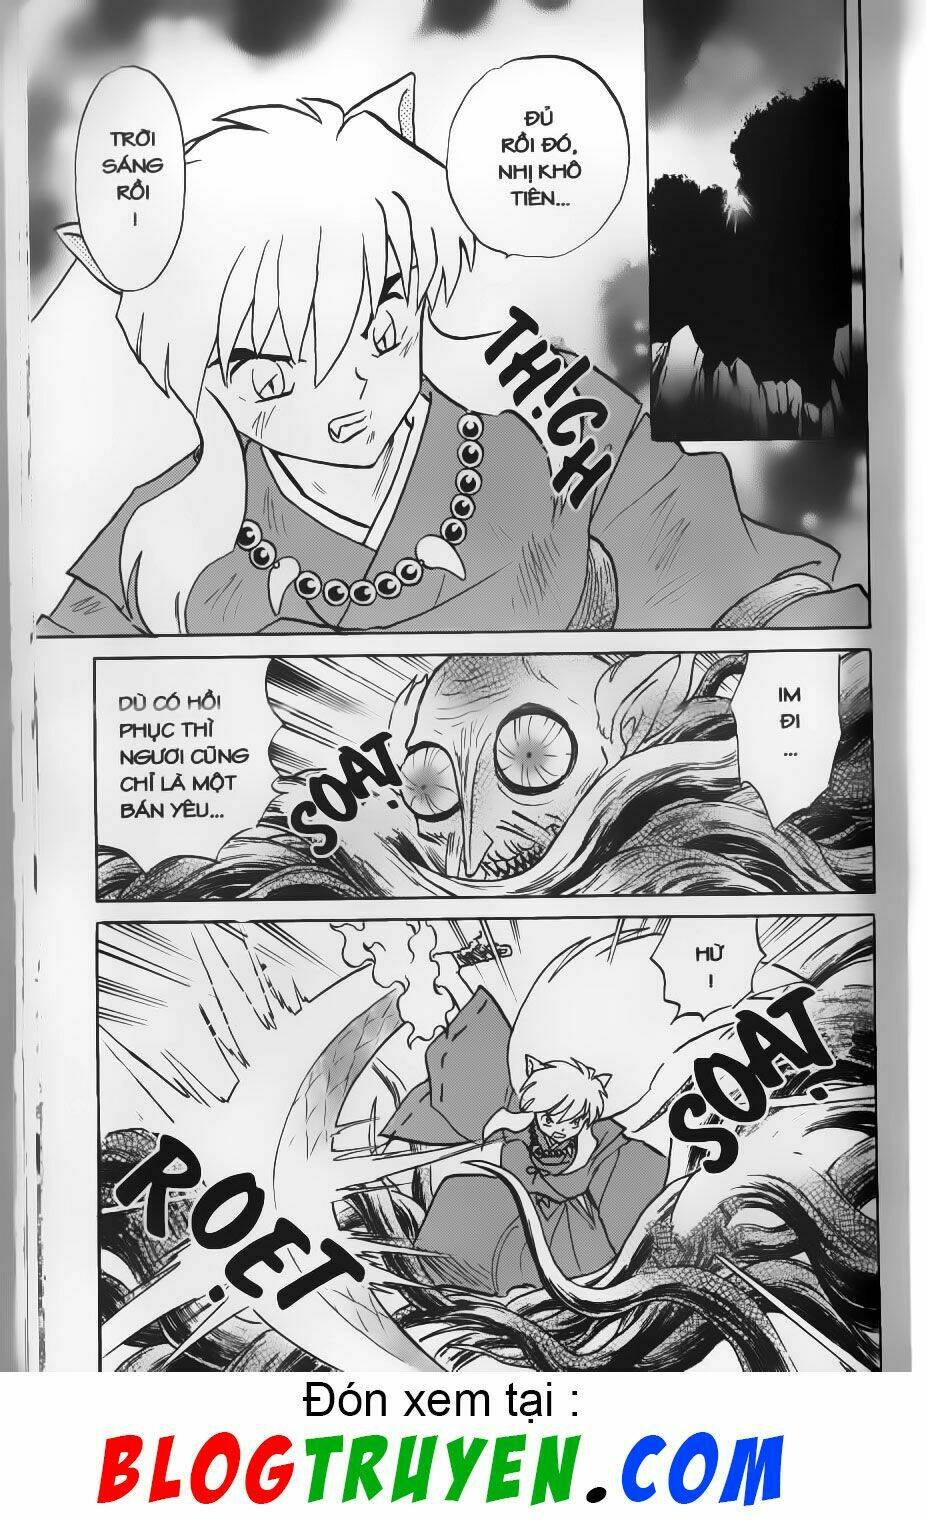 ĐỦ
RỒI ĐÓ,
NHỊ KHÔ
TIÊN...
TRỜI
SÁNG
RỒI
!
THỊCH
IM
ĐI
...
DÙ CÓ HỒI
PHỤC THÌ
NGƯƠI CŨNG
CHỈ LÀ MỘT
BÁN YÊU...
SOẠT
HỪ
!
SOẠT
ROẸT
Đón xem tại :
BLOGTRUYEN.COM